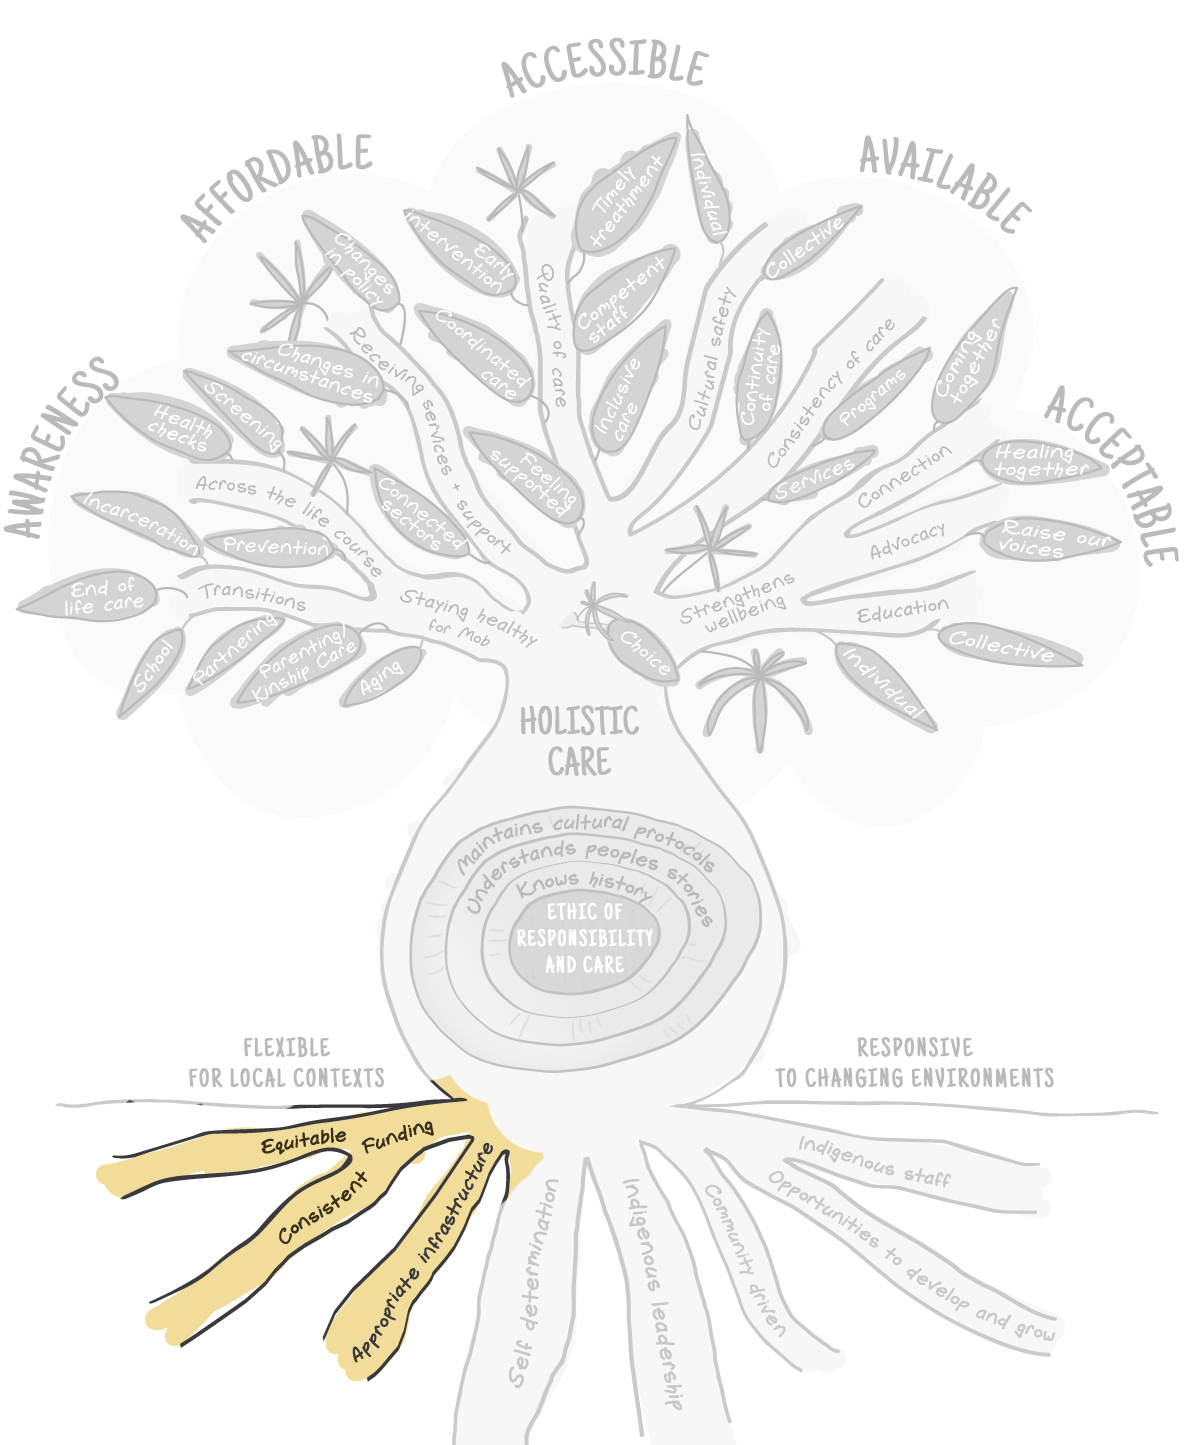 ACCESSIBLE
AFFORDABLE
AVAILABLE
AWARENESS
ACCEPTABLE
Timely
treathment
Individual
Collective
Changes
in policy
Early
intervention
Quality of care
Competent
staff
Cultural safety
Continuity
of care
Consistency of care
Coming
together
Changes in
circumstances
Receiving services + support
Coordinated
care
Inclusive
care
Programs
Screening
Health
checks
Feeling
supported
Services
Connection
Healing
together
Across the life course
Connected
sectors
Incarceration
Prevention
Advocacy
Raise our
voices
End of
life care
Transitions
Staying healthy
for Mob
Strengthens
wellbeing
Education
School
Partnering
Parenting/
Kinship Care
Aging
Choice
Individual
Collective
HOLISTIC
CARE
Maintains cultural protocols
Understands peoples stories
Knows history
ETHIC OF
RESPONSIBILITY
AND CARE
FLEXIBLE
FOR LOCAL CONTEXTS
RESPONSIVE
TO CHANGING ENVIRONMENTS
Equitable
Funding
Consistent
Appropriate infrastructure
Self determination
Indigenous leadership
Community driven
Indigenous staff
Opportunities to develop and grow